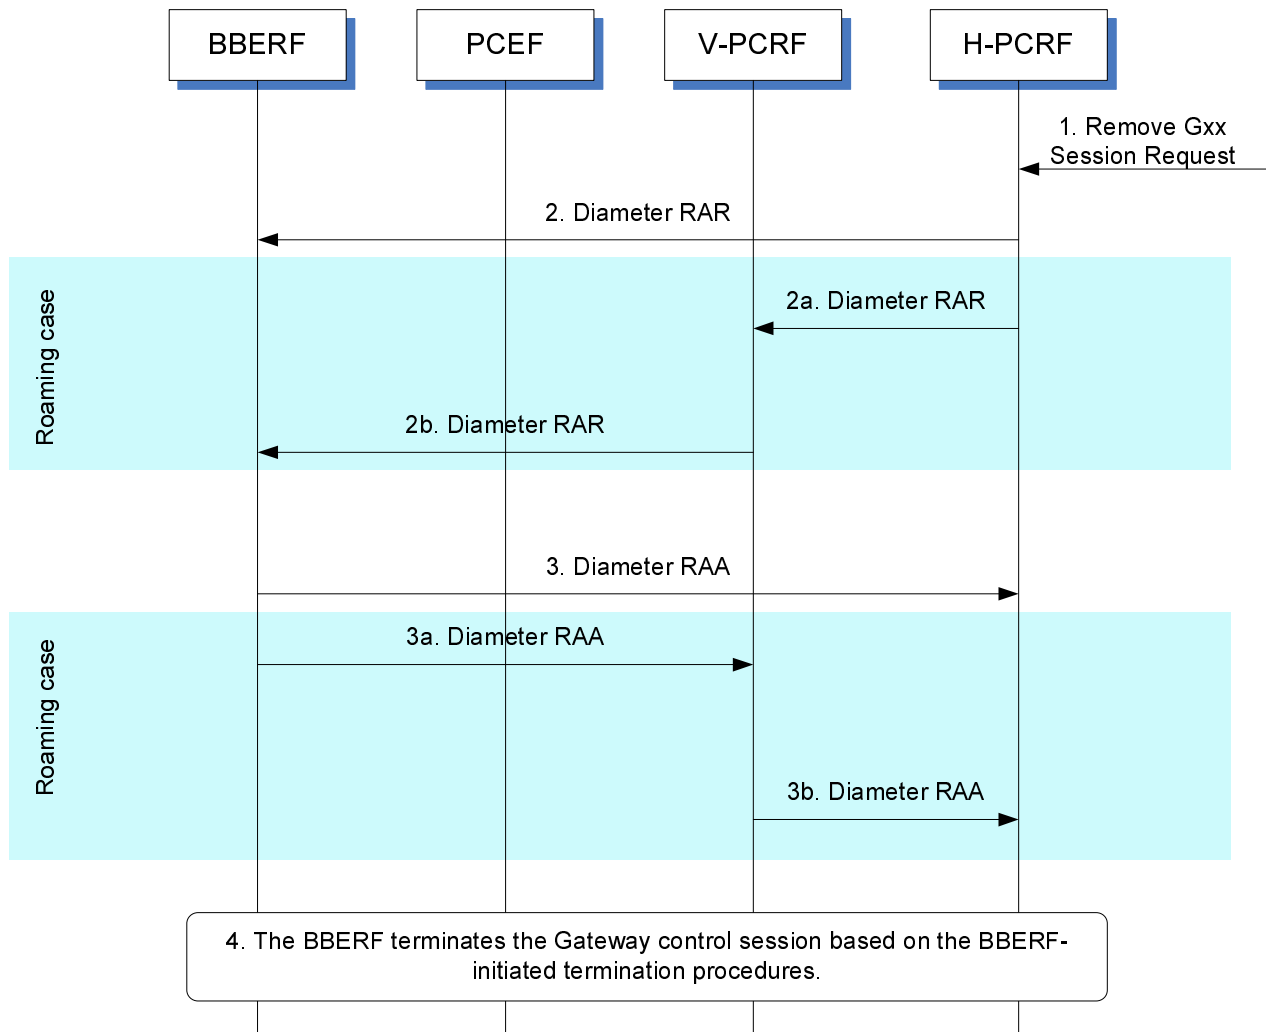 BBERF
PCEF
V-PCRF
H-PCRF
1. Remove Gxx
Session Request
2. Diameter RAR
Roaming case
2a. Diameter RAR
2b. Diameter RAR
3. Diameter RAA
Roaming case
3a. Diameter RAA
3b. Diameter RAA
4. The BBERF terminates the Gateway control session based on the BBERF-
initiated termination procedures.